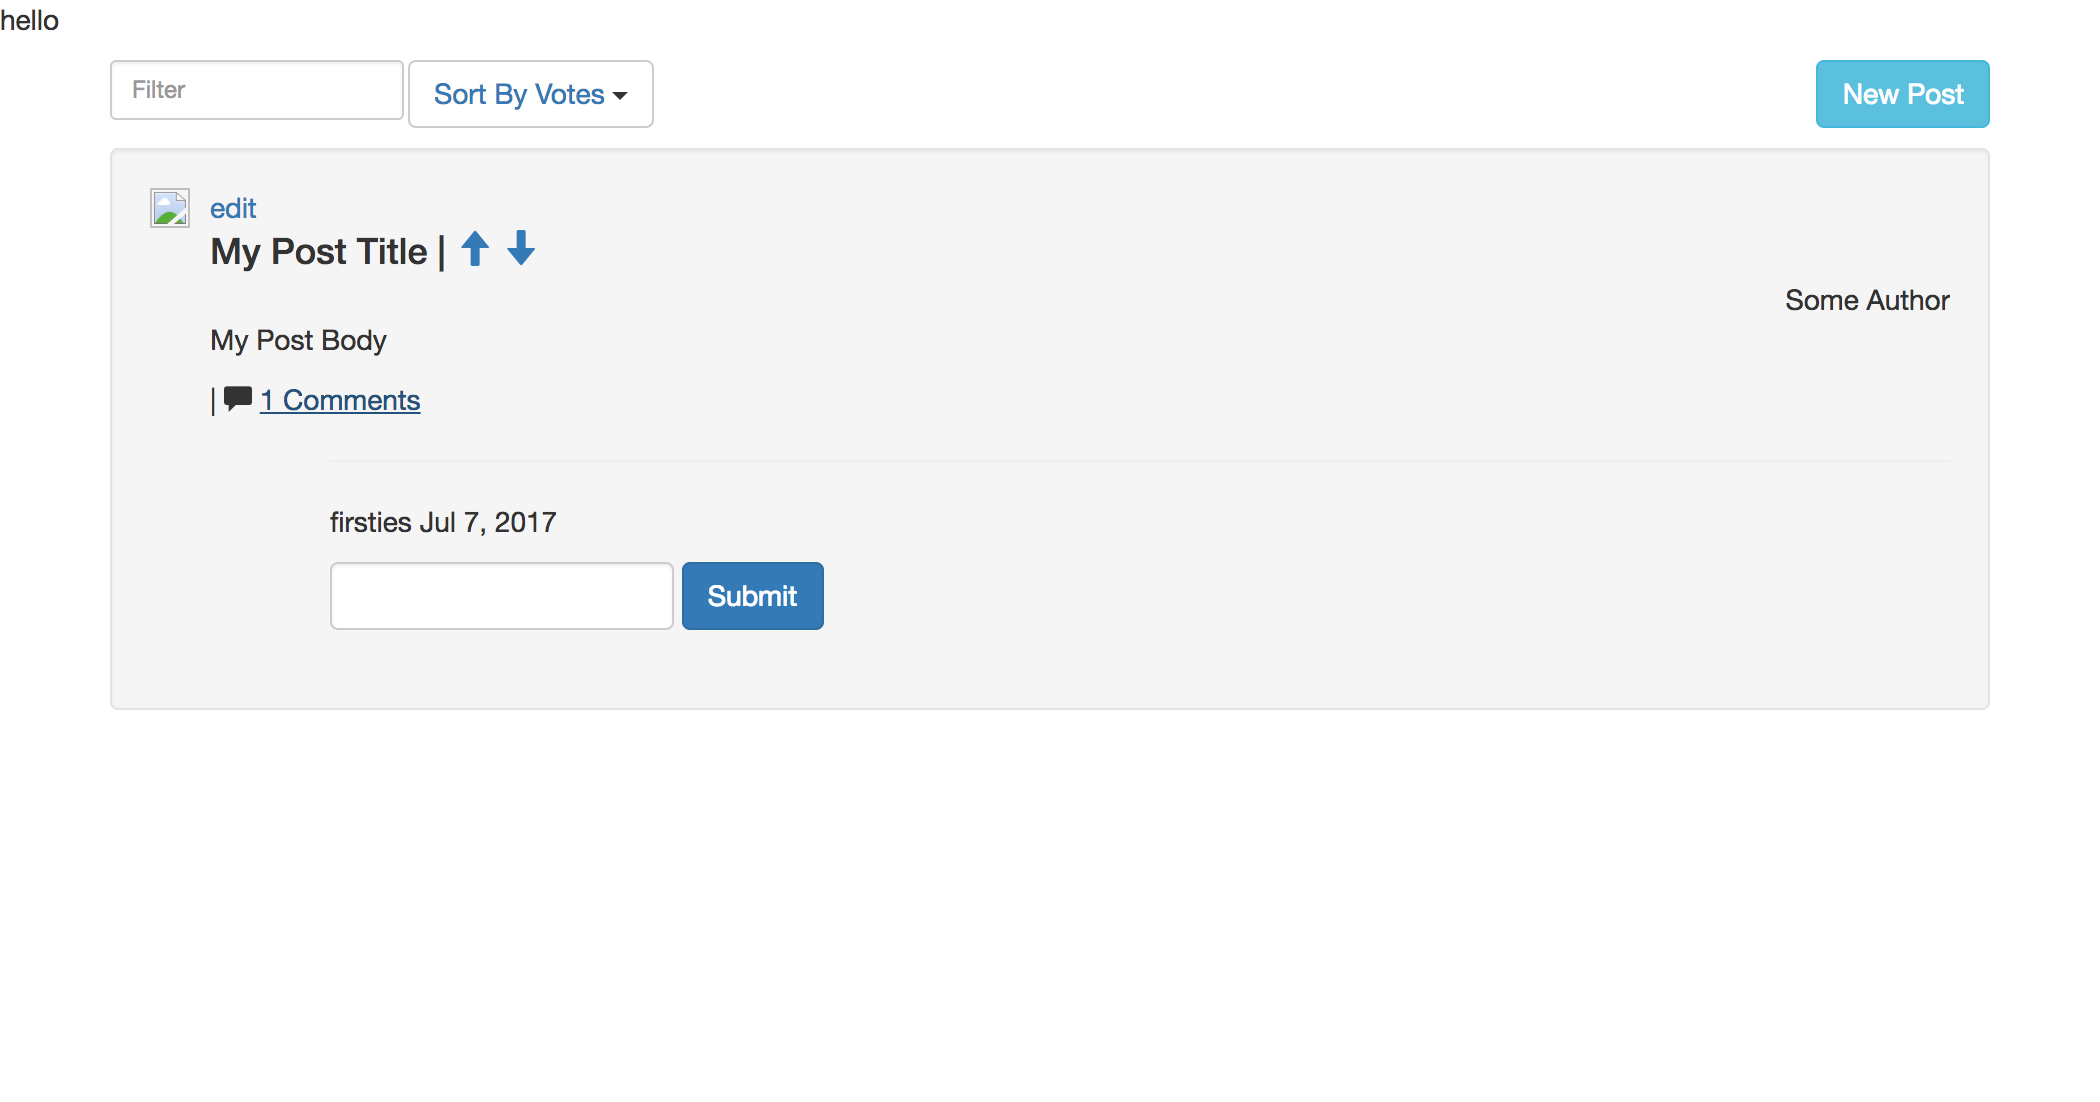 hello
Filter Sort By Votes New Post
edit
My Post Title |
Some Author
My Post Body
| 1 Comments
firsties Jul 7, 2017
Submit